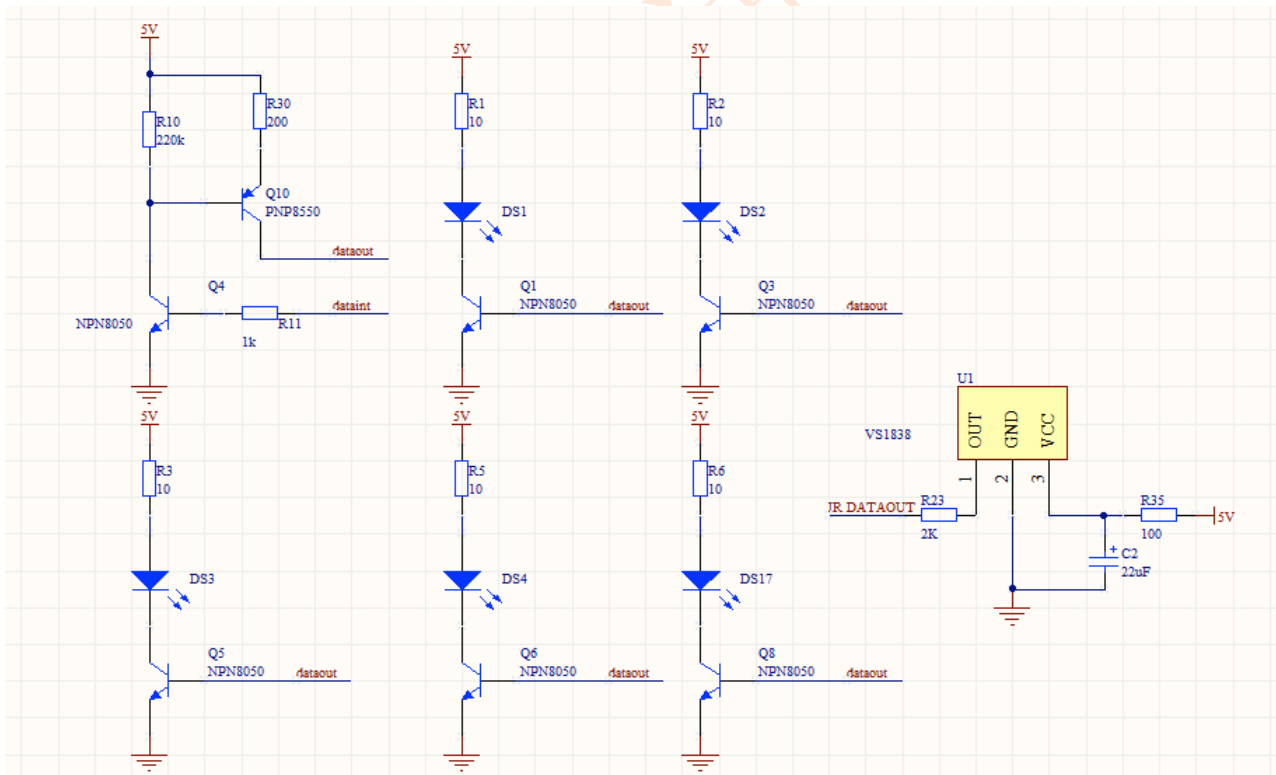 5V
R10
220k
R30
200
Q10
PNP8550
dataout
Q4
NPN8050
dataint
R11
1k
5V
R1
10
DS1
Q1
NPN8050
dataout
5V
R2
10
DS2
Q3
NPN8050
dataout
5V
R3
10
DS3
Q5
NPN8050
dataout
5V
R5
10
DS4
Q6
NPN8050
dataout
5V
R6
10
DS17
Q8
NPN8050
dataout
U1
VS1838
OUT
GND
VCC
1
2
3
IR DATAOUT
R23
2K
R35
100
5V
C2
+
22uF